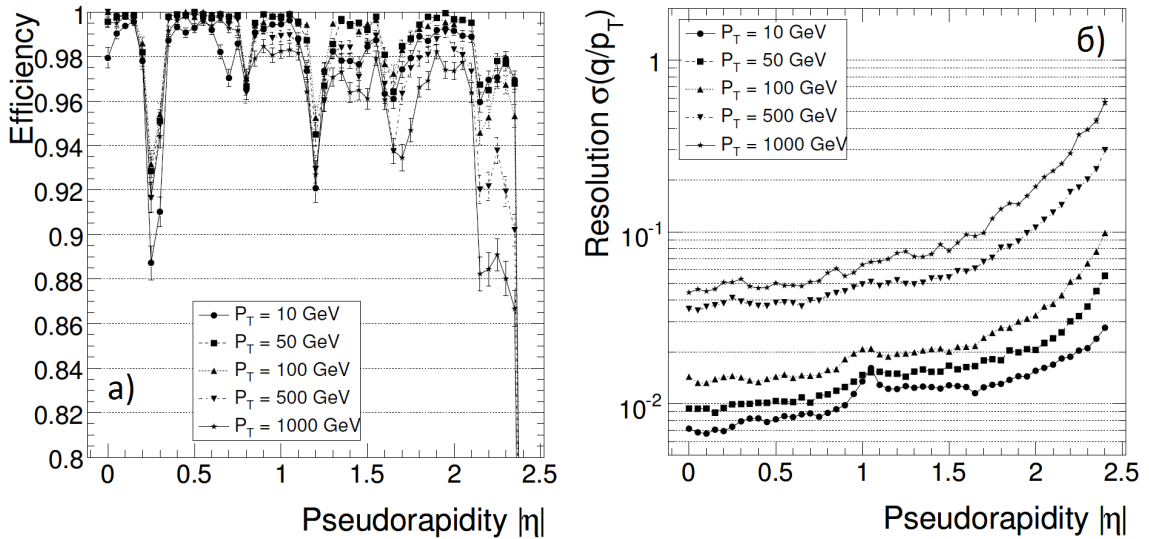 Efficiency
1
0.98
0.96
0.94
0.92
0.9
0.88
0.86
0.84
0.82
0.8
а)
P_T = 10 GeV
P_T = 50 GeV
P_T = 100 GeV
P_T = 500 GeV
P_T = 1000 GeV
0 0.5 1 1.5 2 2.5
Pseudorapidity |η|
Resolution σ(q/p_T)
1
10^-1
10^-2
б)
P_T = 10 GeV
P_T = 50 GeV
P_T = 100 GeV
P_T = 500 GeV
P_T = 1000 GeV
0 0.5 1 1.5 2 2.5
Pseudorapidity |η|